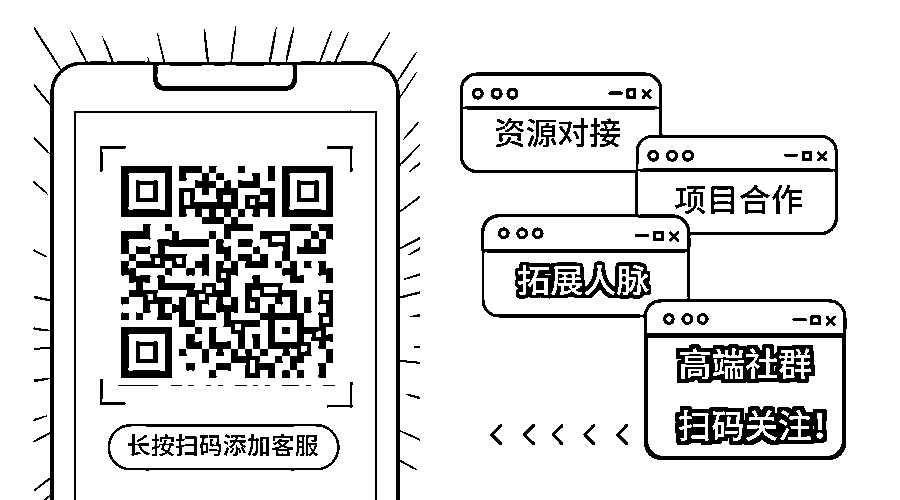 长按扫码添加客服
资源对接
项目合作
拓展人脉
高端社群
扫码关注!